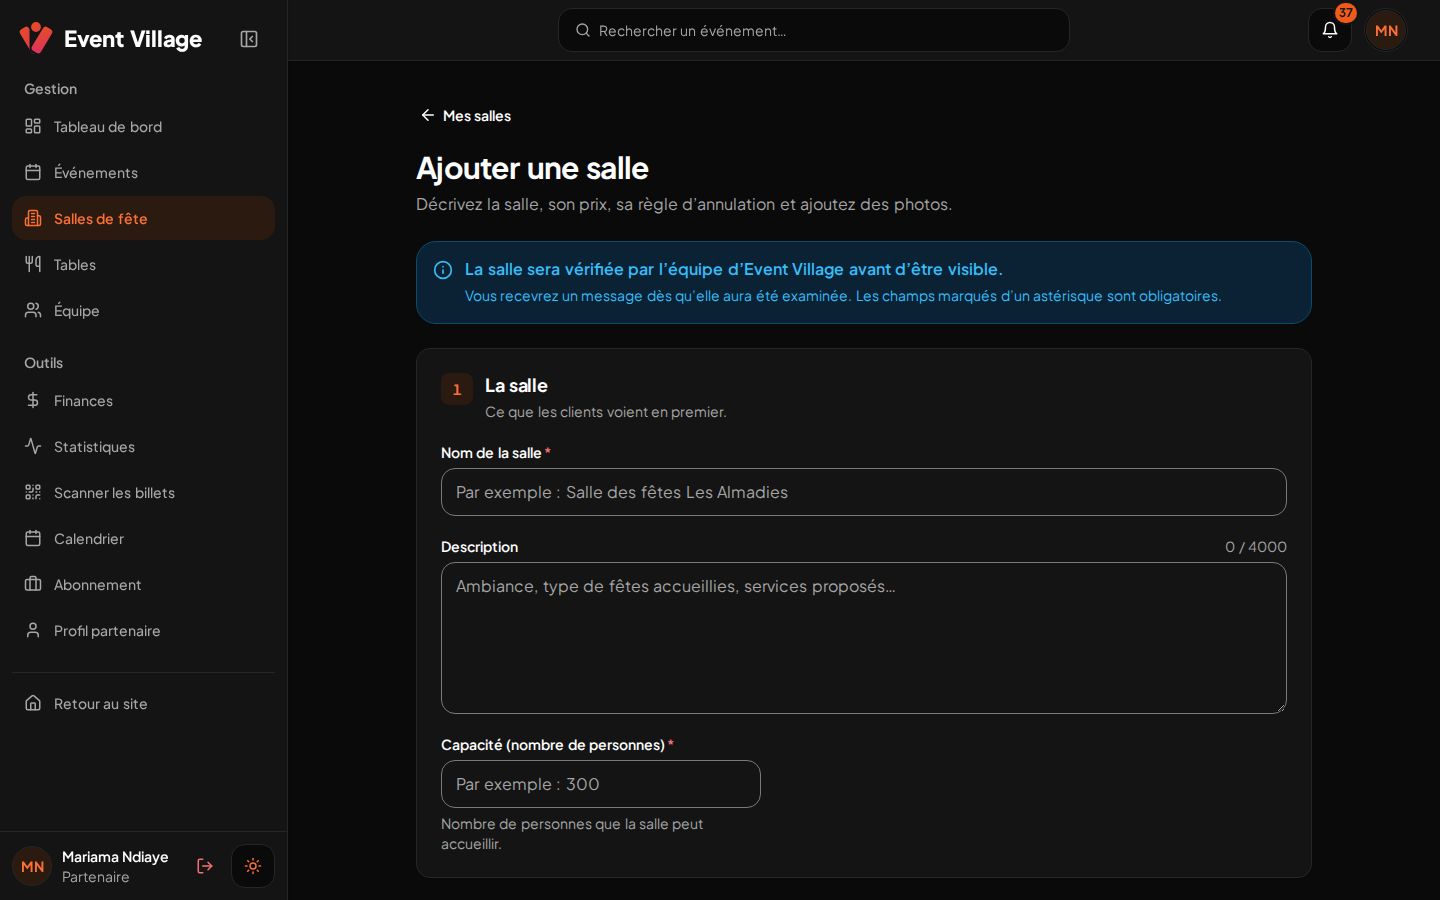 Event Village
Rechercher un événement...
37
MN
Gestion
Tableau de bord
Événements
Salles de fête
Tables
Équipe
Outils
Finances
Statistiques
Scanner les billets
Calendrier
Abonnement
Profil partenaire
Retour au site
MN
Mariama Ndiaye
Partenaire
Mes salles
Ajouter une salle
Décrivez la salle, son prix, sa règle d’annulation et ajoutez des photos.
La salle sera vérifiée par l’équipe d’Event Village avant d’être visible.
Vous recevrez un message dès qu’elle aura été examinée. Les champs marqués d’un astérisque sont obligatoires.
1
La salle
Ce que les clients voient en premier.
Nom de la salle *
Par exemple : Salle des fêtes Les Almadies
Description
0 / 4000
Ambiance, type de fêtes accueillies, services proposés...
Capacité (nombre de personnes) *
Par exemple : 300
Nombre de personnes que la salle peut
accueillir.